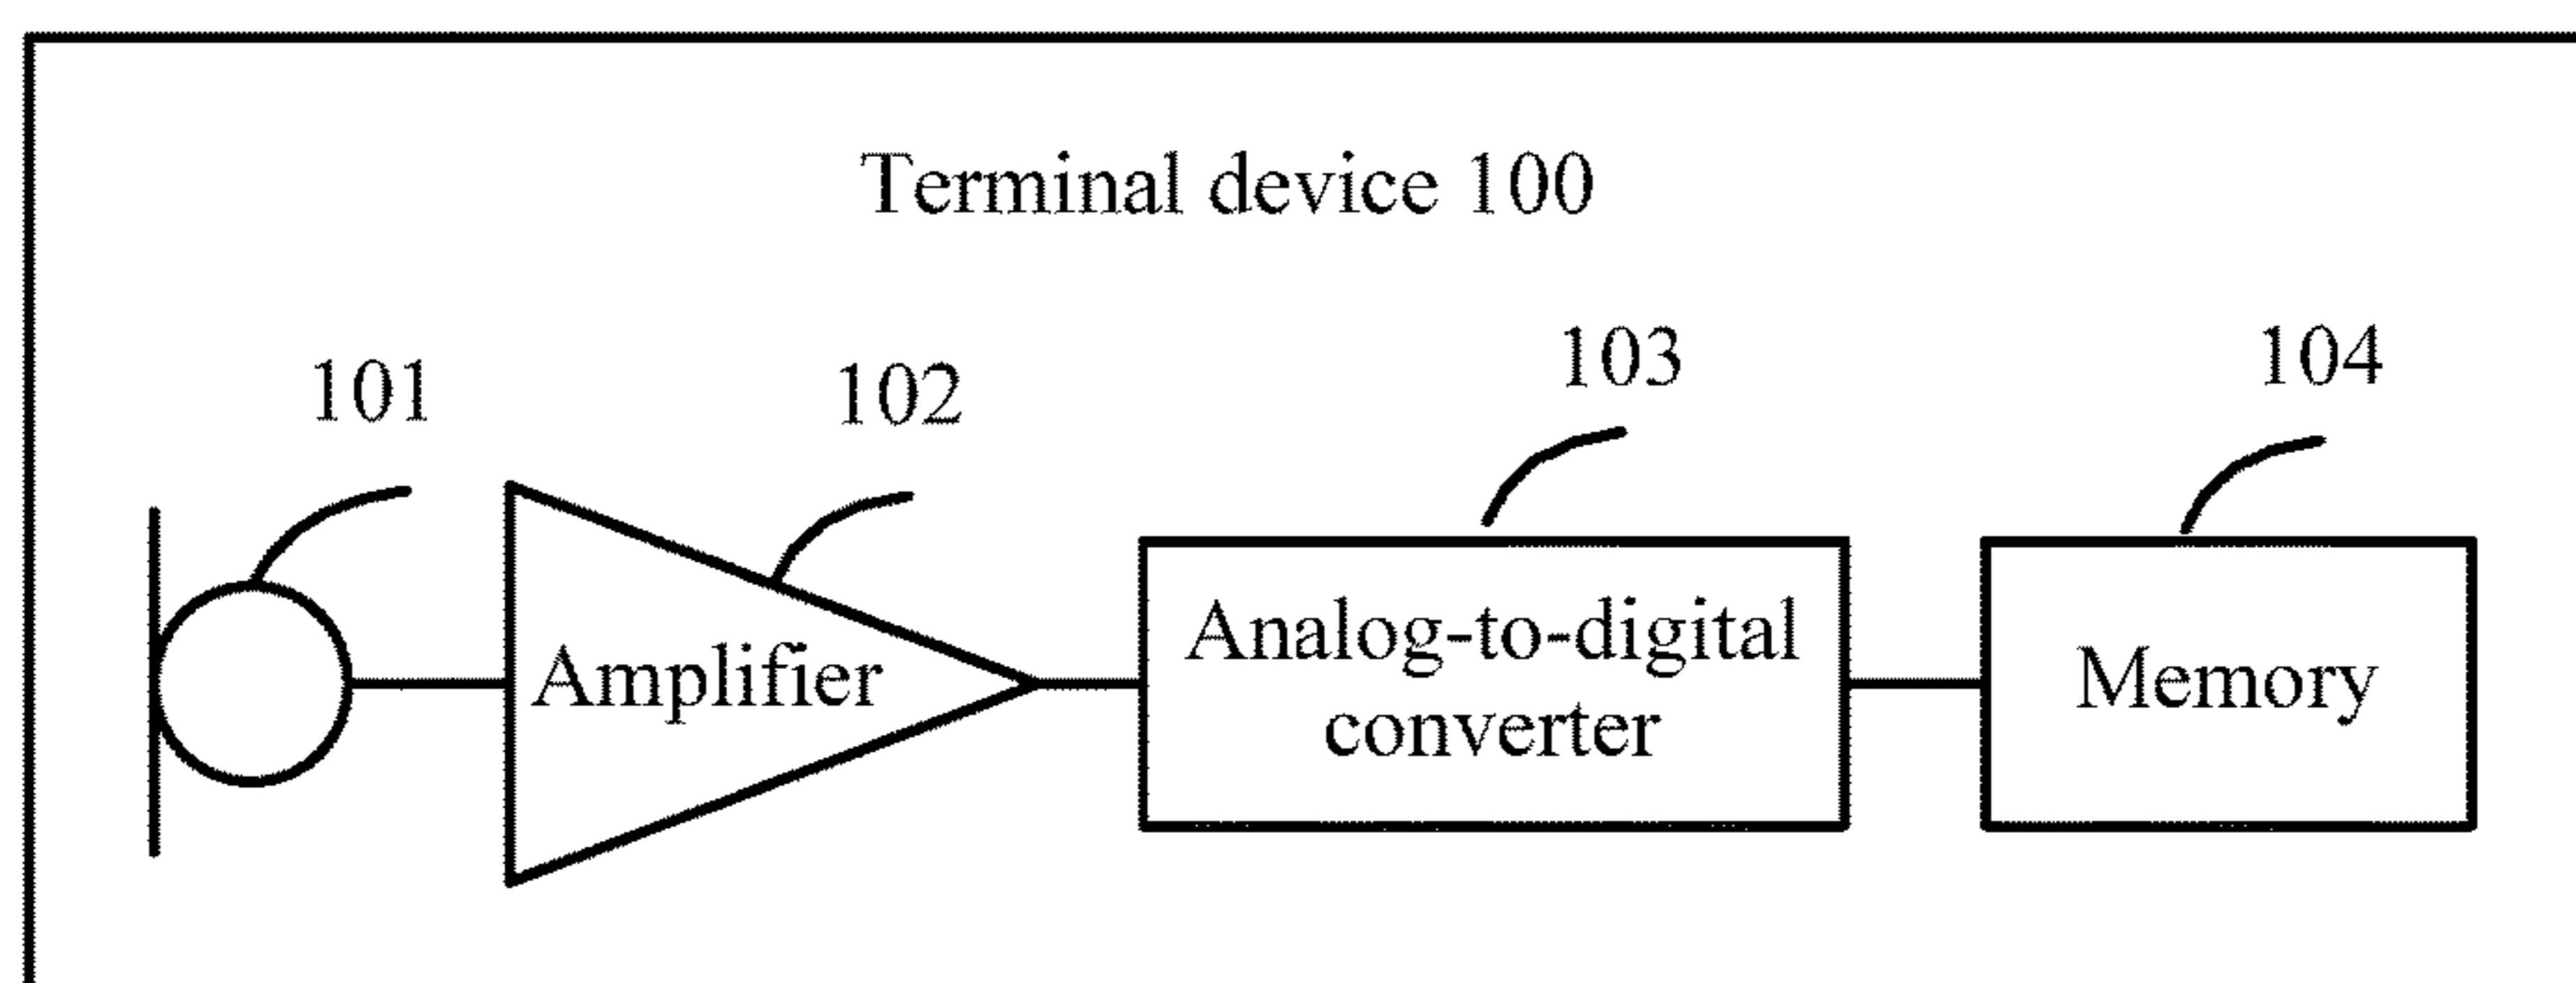 Terminal device 100
101
102
103
104
Amplifier
Analog-to-digital
converter
Memory